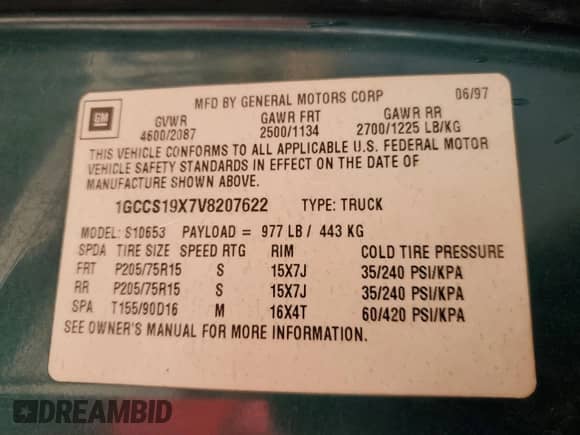 MFD BY GENERAL MOTORS CORP 06/97
GM
GVWR GAWR FRT GAWR RR
4600/2087 2500/1134 2700/1225 LB/KG
THIS VEHICLE CONFORMS TO ALL APPLICABLE U.S. FEDERAL MOTOR
VEHICLE SAFETY STANDARDS IN EFFECT ON THE DATE OF
MANUFACTURE SHOWN ABOVE.
1GCCS19X7V8207622 TYPE: TRUCK
MODEL: S10653 PAYLOAD = 977 LB / 443 KG
SPDA TIRE SIZE SPEED RTG RIM COLD TIRE PRESSURE
FRT P205/75R15 S 15X7J 35/240 PSI/KPA
RR P205/75R15 S 15X7J 35/240 PSI/KPA
SPA T155/90D16 M 16X4T 60/420 PSI/KPA
SEE OWNER'S MANUAL FOR MORE INFORMATION.
DREAMBID